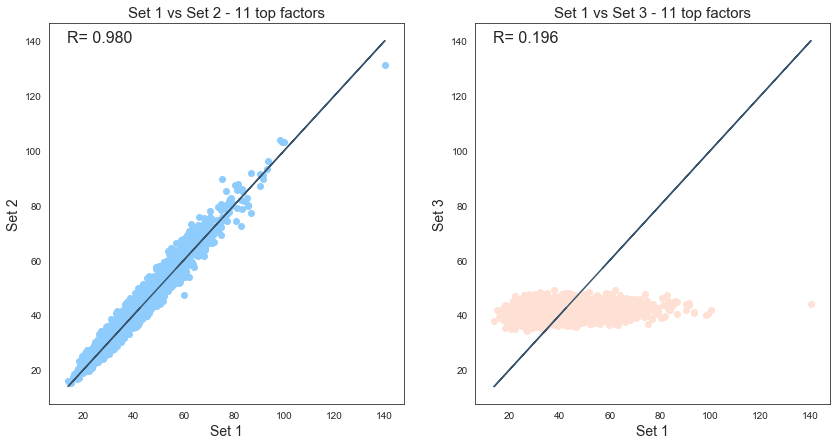 Set 1 vs Set 2 - 11 top factors
R= 0.980
140
120
100
80
60
40
20
Set 2
20 40 60 80 100 120 140
Set 1
Set 1 vs Set 3 - 11 top factors
R= 0.196
140
120
100
80
60
40
20
Set 3
20 40 60 80 100 120 140
Set 1